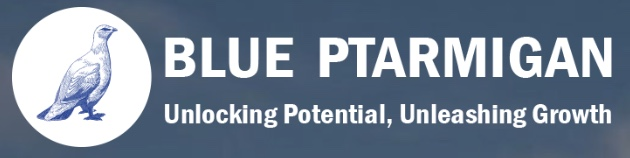 BLUE PTARMIGAN
Unlocking Potential, Unleashing Growth